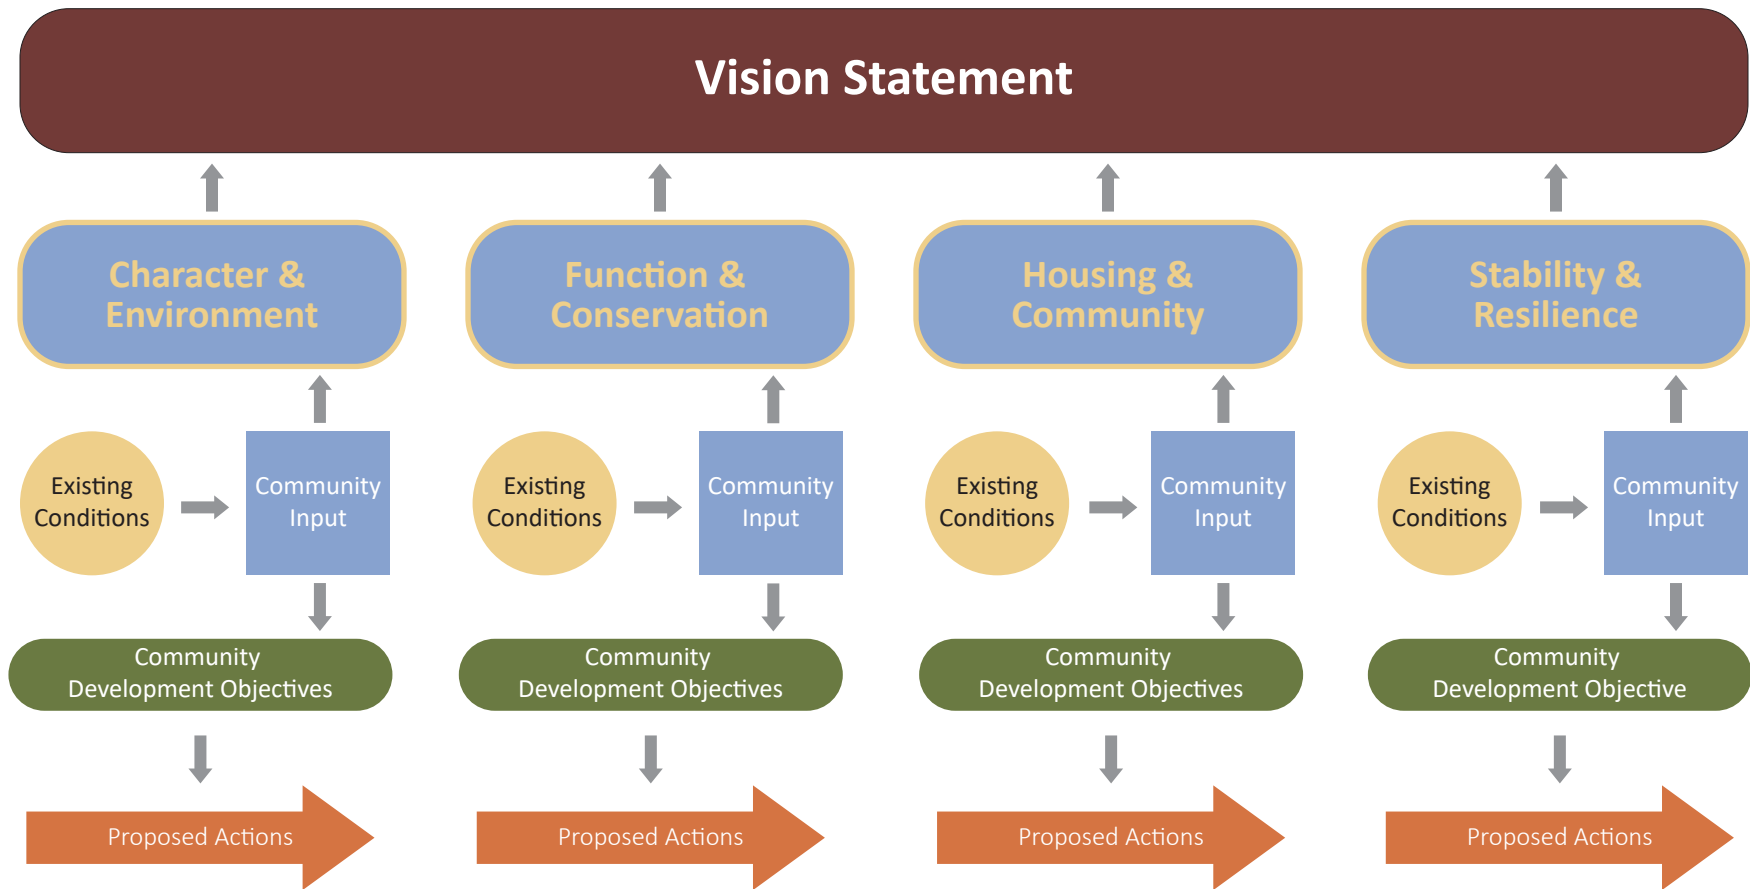 Vision Statement
Character &
Environment
Function &
Conservation
Housing &
Community
Stability &
Resilience
Existing
Conditions
Community
Input
Existing
Conditions
Community
Input
Existing
Conditions
Community
Input
Existing
Conditions
Community
Input
Community
Development Objectives
Community
Development Objectives
Community
Development Objectives
Community
Development Objective
Proposed Actions
Proposed Actions
Proposed Actions
Proposed Actions